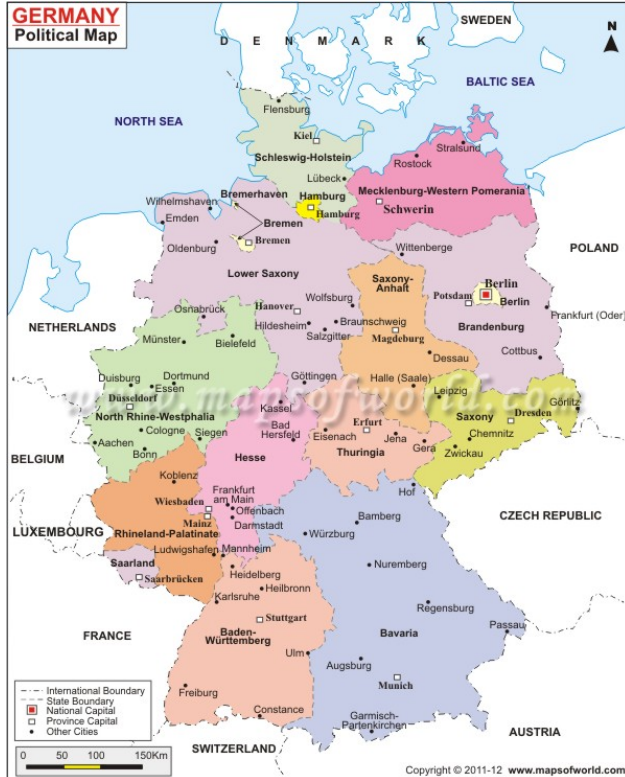 GERMANY
Political Map
SWEDEN
N
D E N M A R K
BALTIC SEA
NORTH SEA
Flensburg
Kiel
Schleswig-Holstein
Stralsund
Rostock
Lübeck
Mecklenburg-Western Pomerania
Bremerhaven
Hamburg
Wilhelmshaven
Schwerin
Hamburg
Emden
Bremen
Bremen
Oldenburg
Wittenberge
POLAND
Lower Saxony
Saxony-
Anhalt
Berlin
Potsdam
Berlin
Wolfsburg
Hanover
Osnabrück
Frankfurt (Oder)
Braunschweig
Brandenburg
NETHERLANDS
Hildesheim
Salzgitter
Magdeburg
Münster
Bielefeld
Cottbus
Dessau
Göttingen
Duisburg
Dortmund
Essen
Halle (Saale)
Leipzig
www.mapsofworld.com
Düsseldorf
Kassel
Görlitz
North Rhine-Westphalia
Saxony
Dresden
Erfurt
Bad
Hersfeld
Cologne
Siegen
Eisenach
Jena
Chemnitz
Aachen
Gera
Zwickau
Bonn
Thuringia
BELGIUM
Hesse
Koblenz
Hof
Frankfurt
am Main
Wiesbaden
Offenbach
Mainz
Bamberg
CZECH REPUBLIC
Darmstadt
LUXEMBOURG
Rhineland-Palatinate
Würzburg
Ludwigshafen
Mannheim
Saarland
Nuremberg
Heidelberg
Saarbrücken
Heilbronn
Karlsruhe
Regensburg
Stuttgart
FRANCE
Baden-
Württemberg
Bavaria
Passau
Ulm
Augsburg
Munich
Freiburg
Constance
Garmisch-
Partenkirchen
SWITZERLAND
AUSTRIA
International Boundary
State Boundary
National Capital
Province Capital
Other Cities
0 50 100 150Km
Copyright © 2011-12 www.mapsofworld.com